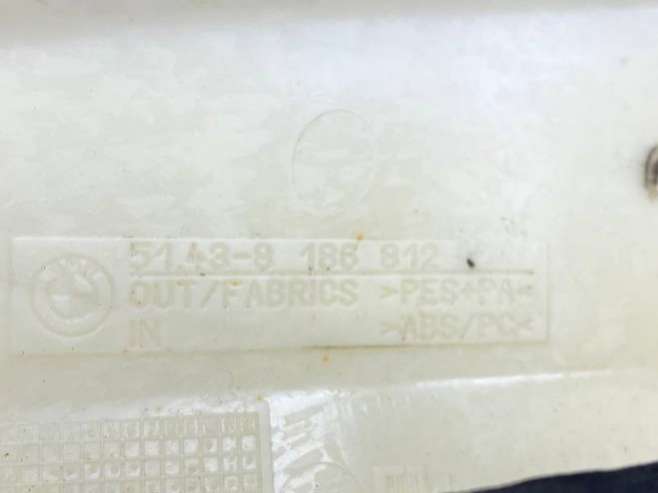 51.43-8 186 812
OUT/FABRICS >PES+PA<
IN >ABS/PC<